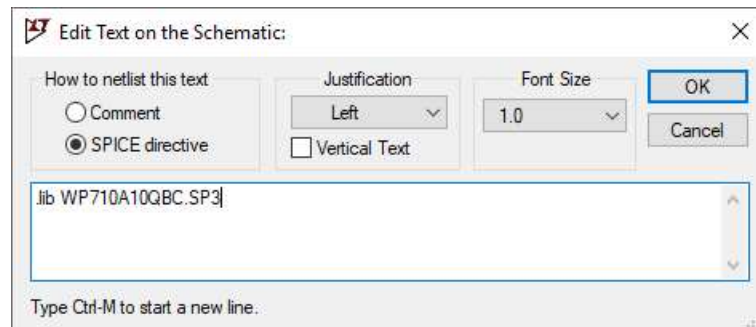 Edit Text on the Schematic:
How to netlist this text
Comment
SPICE directive
Justification
Left
Vertical Text
Font Size
1.0
OK
Cancel
.lib WP710A10QBC.SP3
Type Ctrl-M to start a new line.